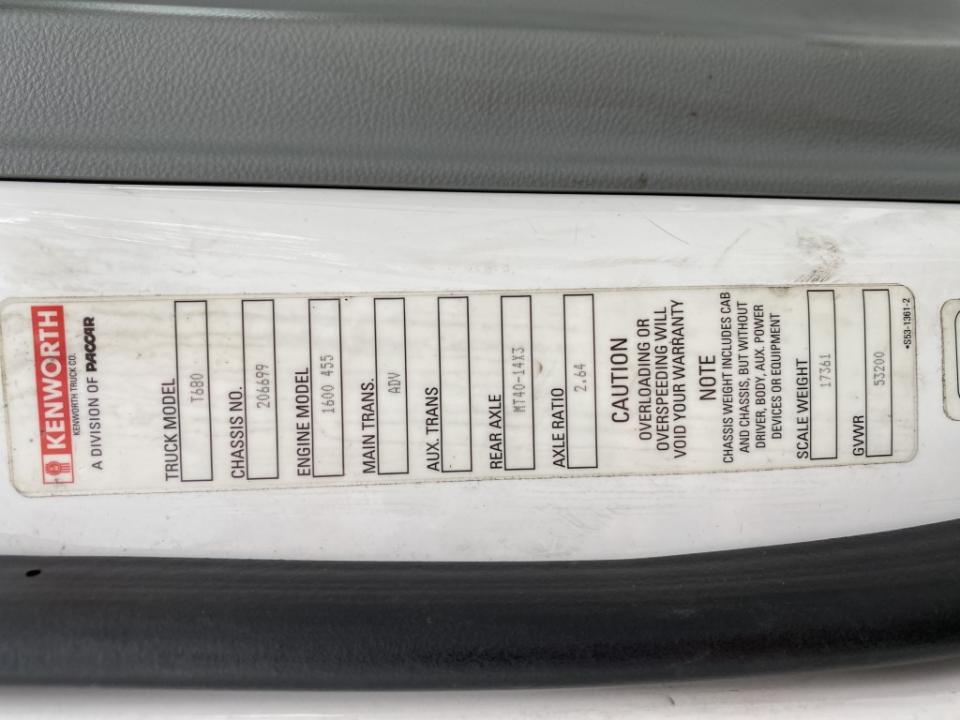 KENWORTH
KENWORTH TRUCK CO.
A DIVISION OF PACCAR
TRUCK MODEL
T680
CHASSIS NO.
206699
ENGINE MODEL
1600 455
MAIN TRANS.
ADV
AUX. TRANS
REAR AXLE
MT40-14X3
AXLE RATIO
2.64
CAUTION
OVERLOADING OR
OVERSPEEDING WILL
VOID YOUR WARRANTY
NOTE
CHASSIS WEIGHT INCLUDES CAB
AND CHASSIS, BUT WITHOUT
DRIVER, BODY, AUX. POWER
DEVICES OR EQUIPMENT
SCALE WEIGHT
17361
GVWR
53200
•S53-1361-2